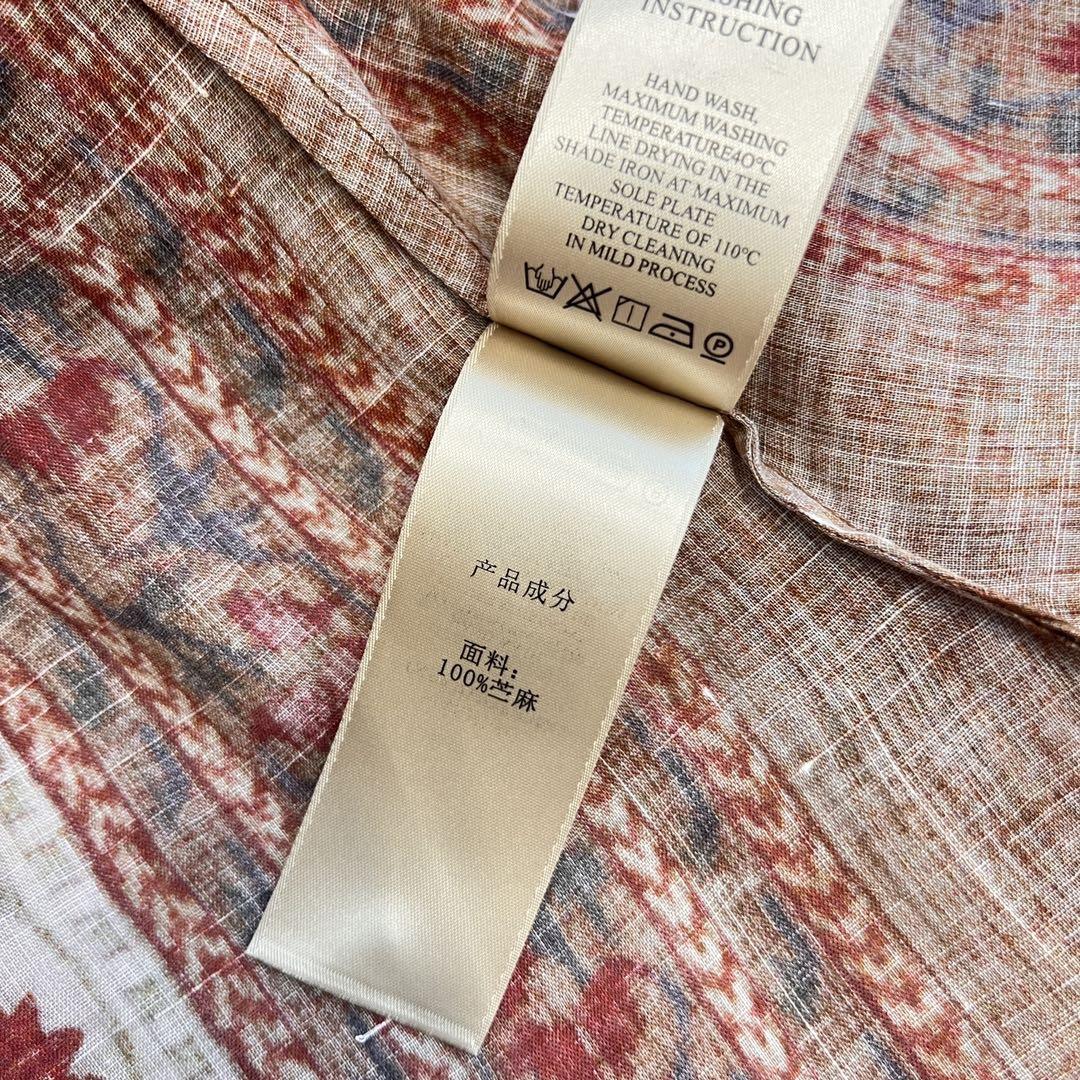 INSTRUCTION
HAND WASH,
MAXIMUM WASHING
TEMPERATURE40℃
LINE DRYING IN THE
SHADE IRON AT MAXIMUM
SOLE PLATE
TEMPERATURE OF 110℃
DRY CLEANING
IN MILD PROCESS
P
产品成分
面料:
100%苎麻